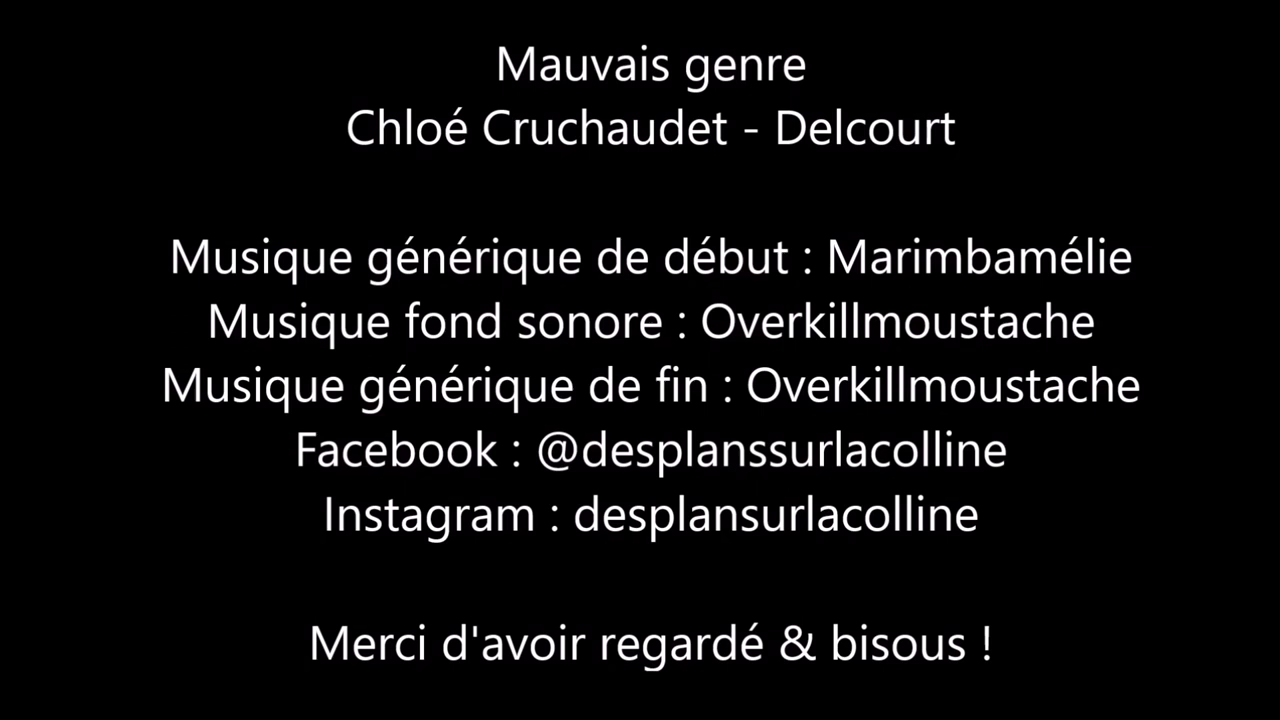 Mauvais genre
Chloé Cruchaudet - Delcourt
Musique générique de début : Marimbamélie
Musique fond sonore : Overkillmoustache
Musique générique de fin : Overkillmoustache
Facebook : @desplanssurlacolline
Instagram : desplansurlacolline
Merci d'avoir regardé & bisous !